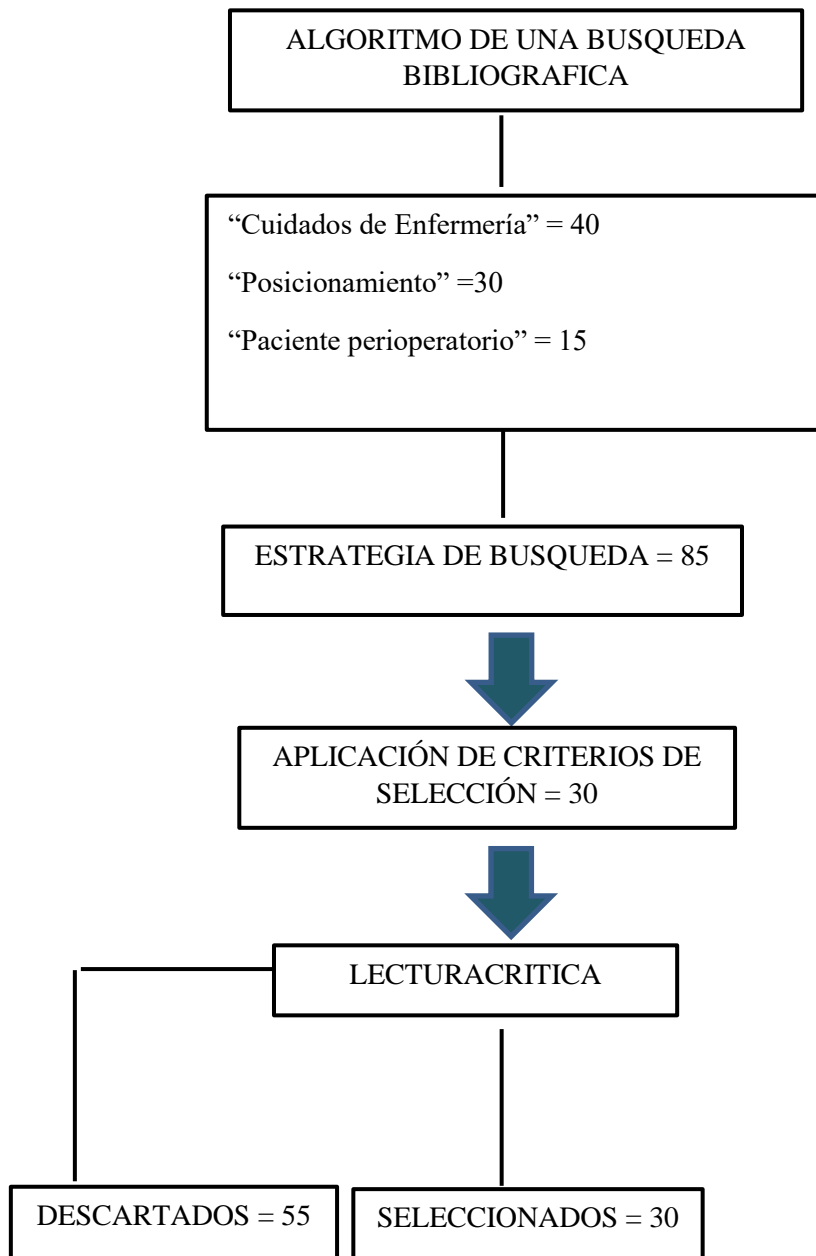 ALGORITMO DE UNA BUSQUEDA
BIBLIOGRAFICA
“Cuidados de Enfermería” = 40
“Posicionamiento” =30
“Paciente perioperatorio” = 15
ESTRATEGIA DE BUSQUEDA = 85
APLICACIÓN DE CRITERIOS DE
SELECCIÓN = 30
LECTURACRITICA
DESCARTADOS = 55
SELECCIONADOS = 30